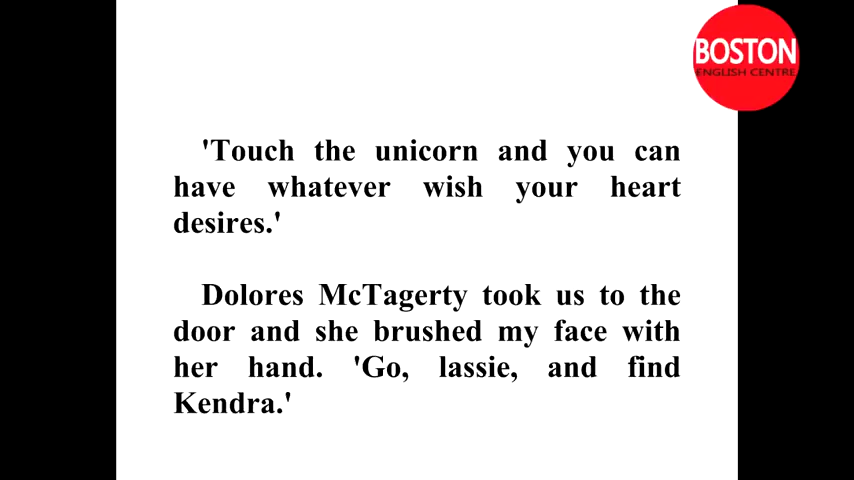 BOSTON
ENGLISH CENTRE
'Touch the unicorn and you can
have whatever wish your heart
desires.'
Dolores McTagerty took us to the
door and she brushed my face with
her hand. 'Go, lassie, and find
Kendra.'